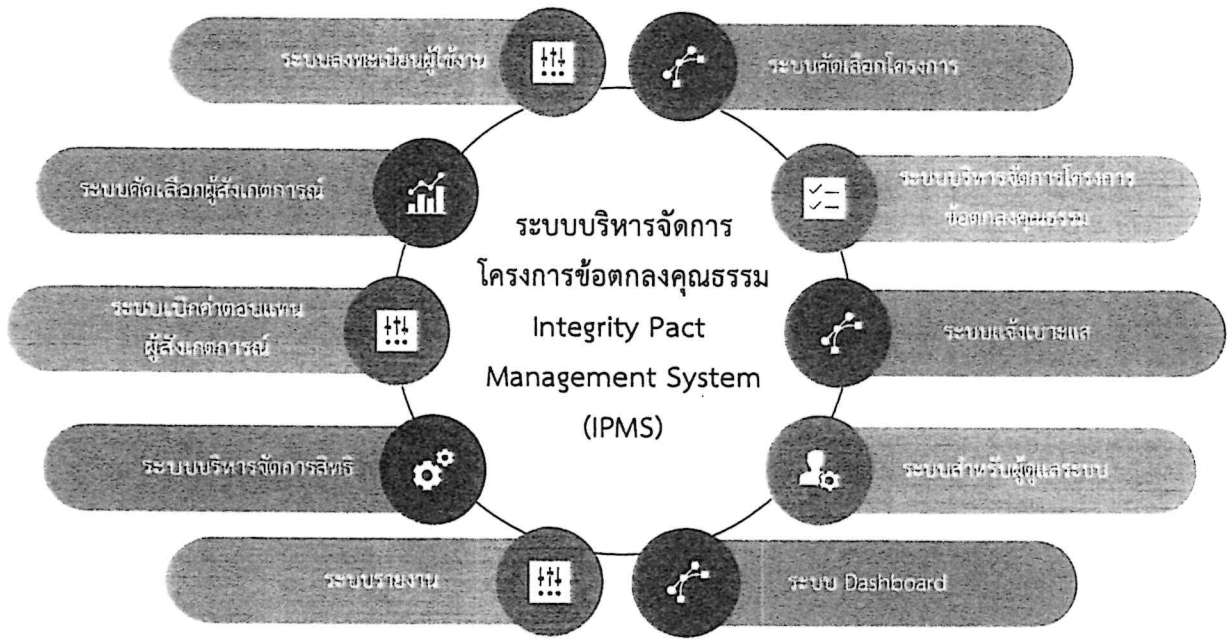 ระบบลงทะเบียนผู้ใช้งาน
ระบบคัดเลือกโครงการ
ระบบคัดเลือกผู้สังเกตการณ์
ระบบบริหารจัดการโครงการ
ข้อตกลงคุณธรรม
ระบบบริหารจัดการ
โครงการข้อตกลงคุณธรรม
Integrity Pact
Management System
(IPMS)
ระบบเบิกค่าตอบแทน
ผู้สังเกตการณ์
ระบบแจ้งเบาะแส
ระบบบริหารจัดการสิทธิ
ระบบสำหรับผู้ดูแลระบบ
ระบบรายงาน
ระบบ Dashboard